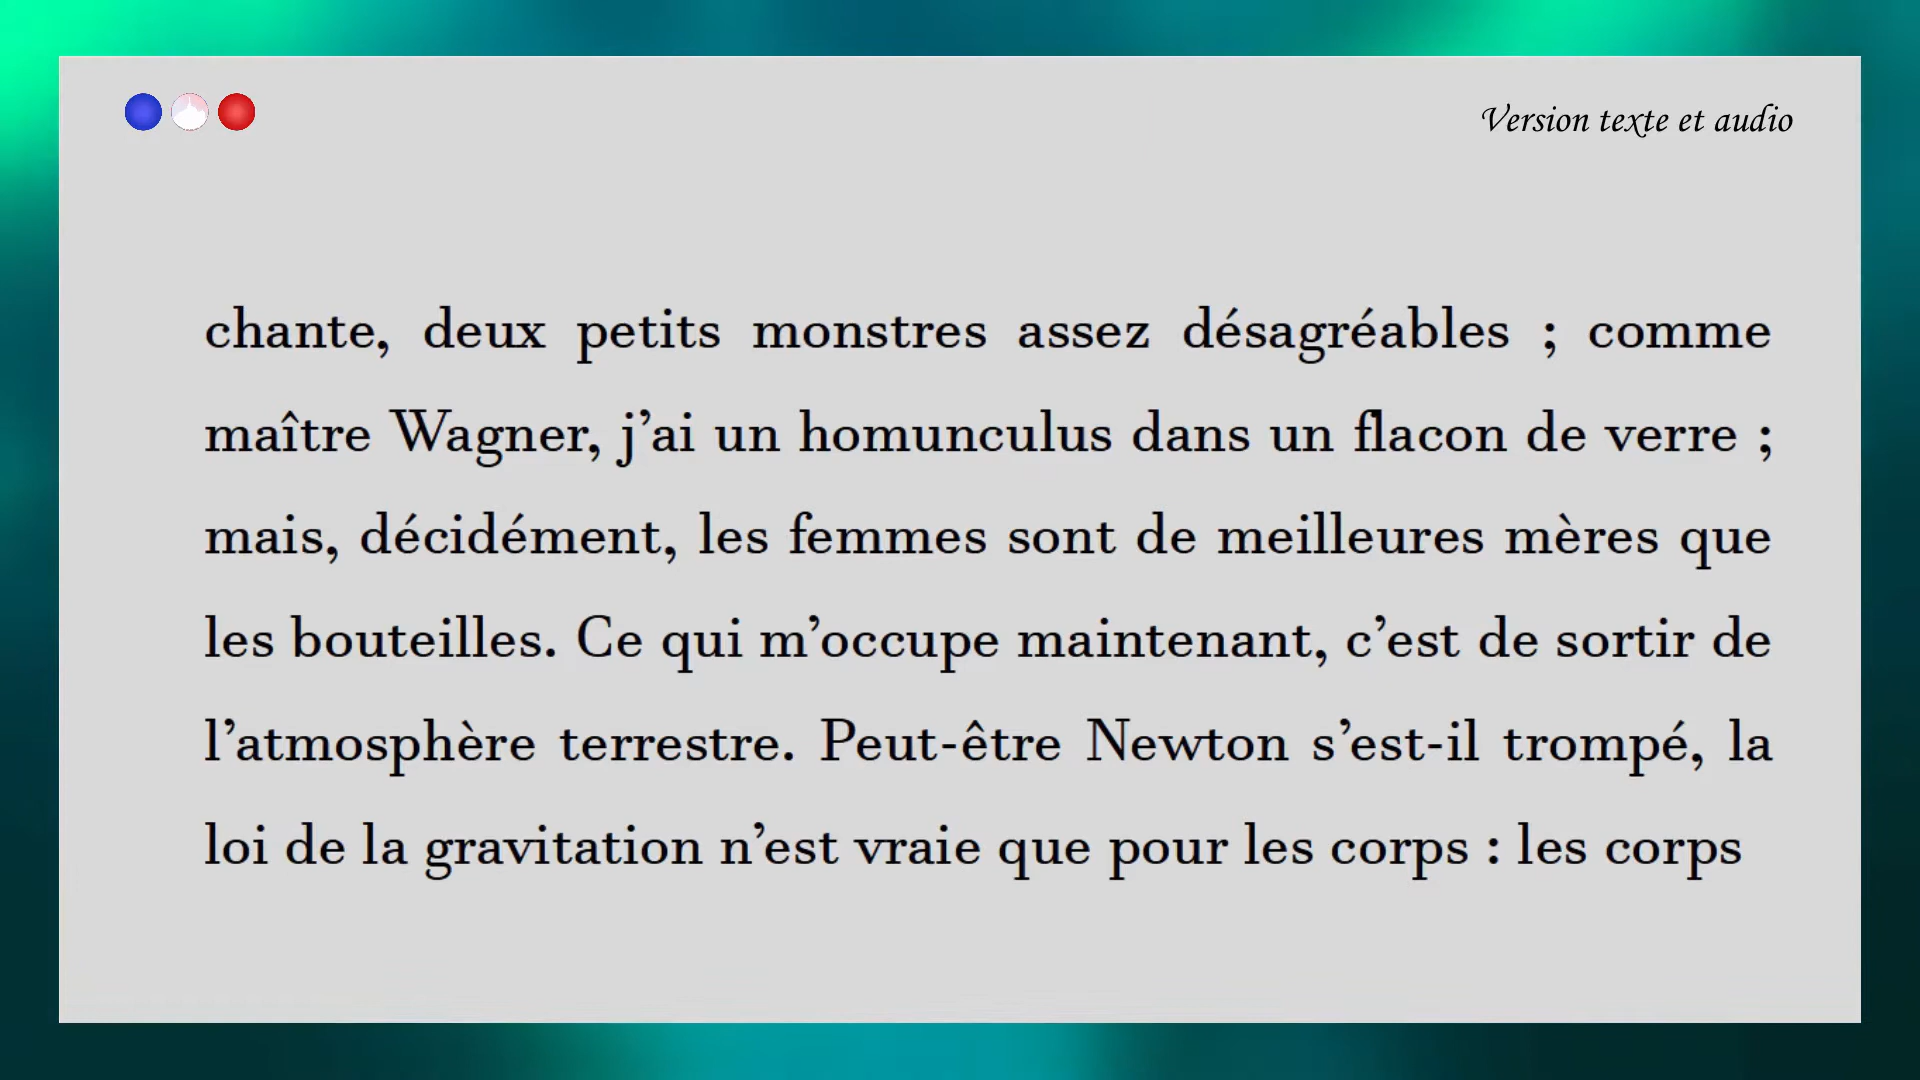 Version texte et audio
chante, deux petits monstres assez désagréables ; comme
maître Wagner, j’ai un homunculus dans un flacon de verre ;
mais, décidément, les femmes sont de meilleures mères que
les bouteilles. Ce qui m’occupe maintenant, c’est de sortir de
l’atmosphère terrestre. Peut-être Newton s’est-il trompé, la
loi de la gravitation n’est vraie que pour les corps : les corps